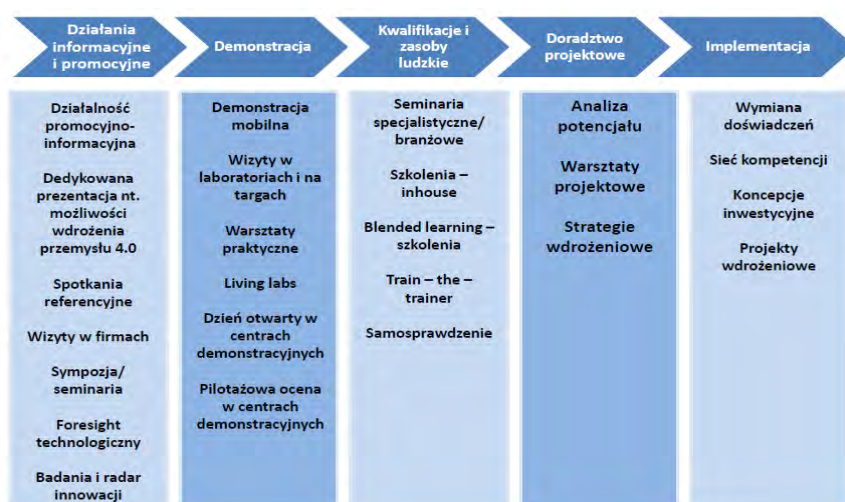 Działania
informacyjne
i promocyjne
Demonstracja
Kwalifikacje i
zasoby
ludzkie
Doradztwo
projektowe
Implementacja
Działalność
promocyjno-
informacyjna
Dedykowana
prezentacja nt.
możliwości
wdrożenia
przemysłu 4.0
Spotkania
referencyjne
Wizyty w firmach
Sympozja/
seminaria
Foresight
technologiczny
Badania i radar
innowacji
Demonstracja
mobilna
Wizyty w
laboratoriach i na
targach
Warsztaty
praktyczne
Living labs
Dzień otwarty w
centrach
demonstracyjnych
Pilotażowa ocena
w centrach
demonstracyjnych
Seminaria
specjalistyczne/
branżowe
Szkolenia –
inhouse
Blended learning –
szkolenia
Train – the –
trainer
Samosprawdzenie
Analiza
potencjału
Warsztaty
projektowe
Strategie
wdrożeniowe
Wymiana
doświadczeń
Sieć kompetencji
Koncepcje
inwestycyjne
Projekty
wdrożeniowe